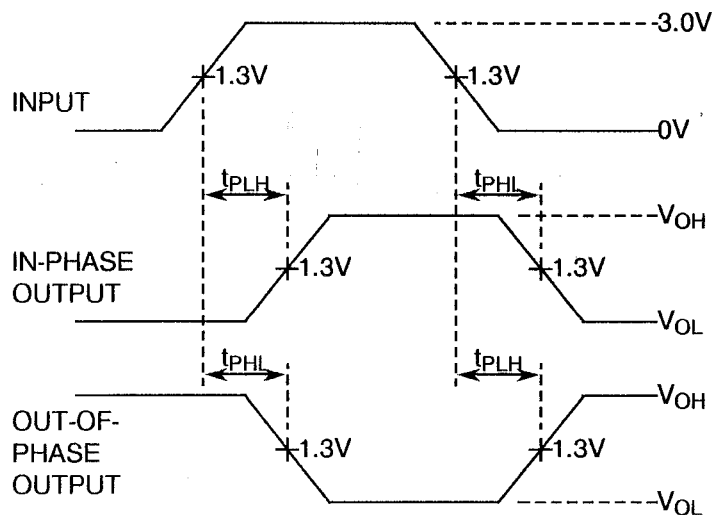 3.0V
1.3V
1.3V
INPUT
0V
tPLH
tPHL
VOH
IN-PHASE
OUTPUT
1.3V
1.3V
VOL
tPHL
tPLH
VOH
OUT-OF-
PHASE
OUTPUT
1.3V
1.3V
VOL